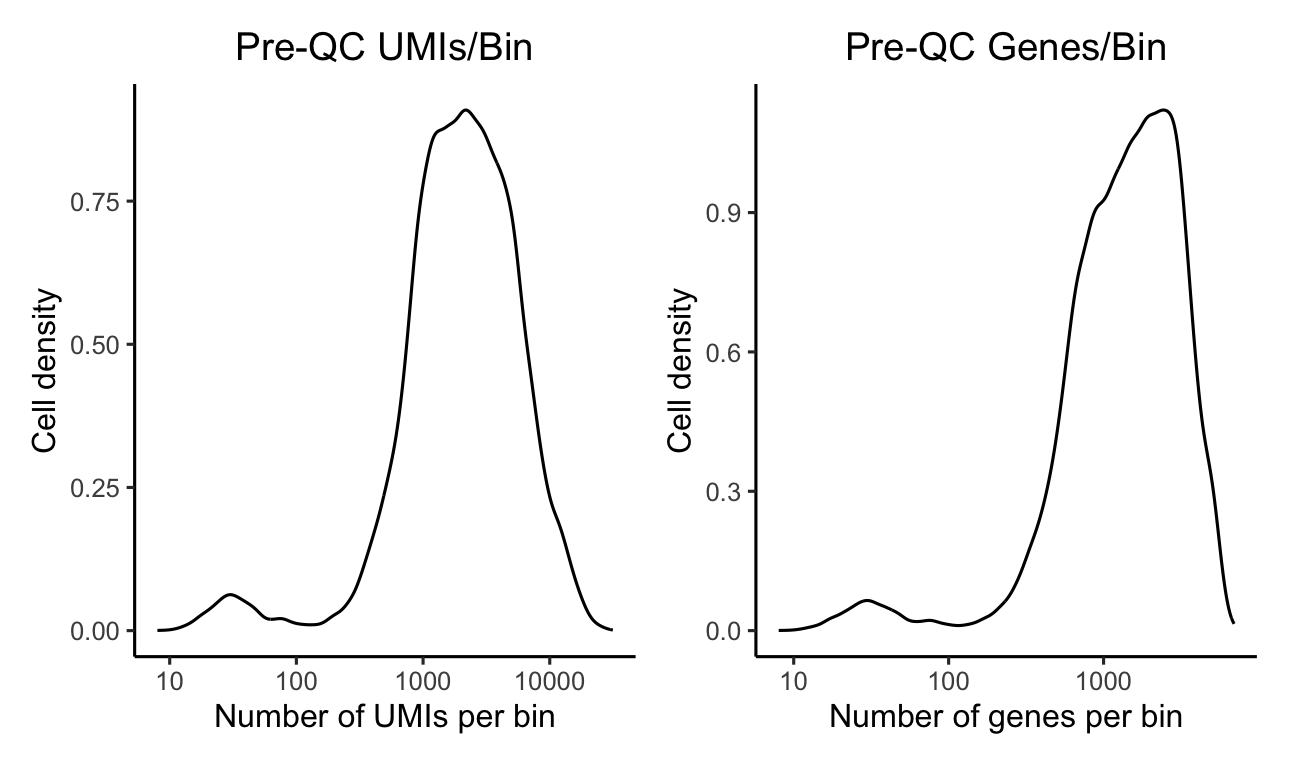 Pre-QC UMIs/Bin
Cell density
0.75
0.50
0.25
0.00
10 100 1000 10000
Number of UMIs per bin
Pre-QC Genes/Bin
Cell density
0.9
0.6
0.3
0.0
10 100 1000
Number of genes per bin